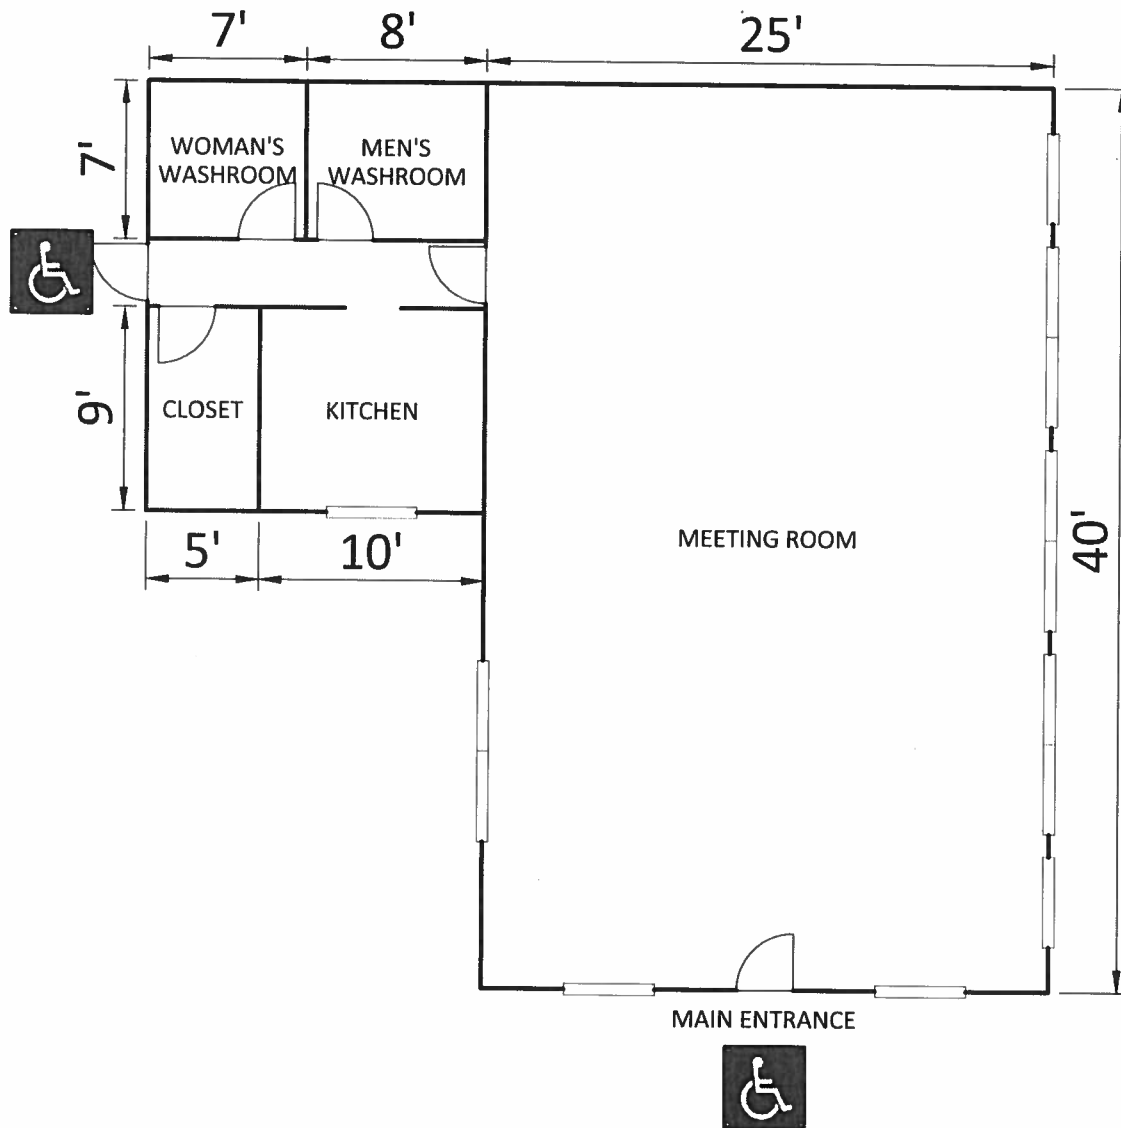 7'
8'
25'
7'
WOMAN'S
WASHROOM
MEN'S
WASHROOM
9'
CLOSET
KITCHEN
5'
10'
MEETING ROOM
40'
MAIN ENTRANCE